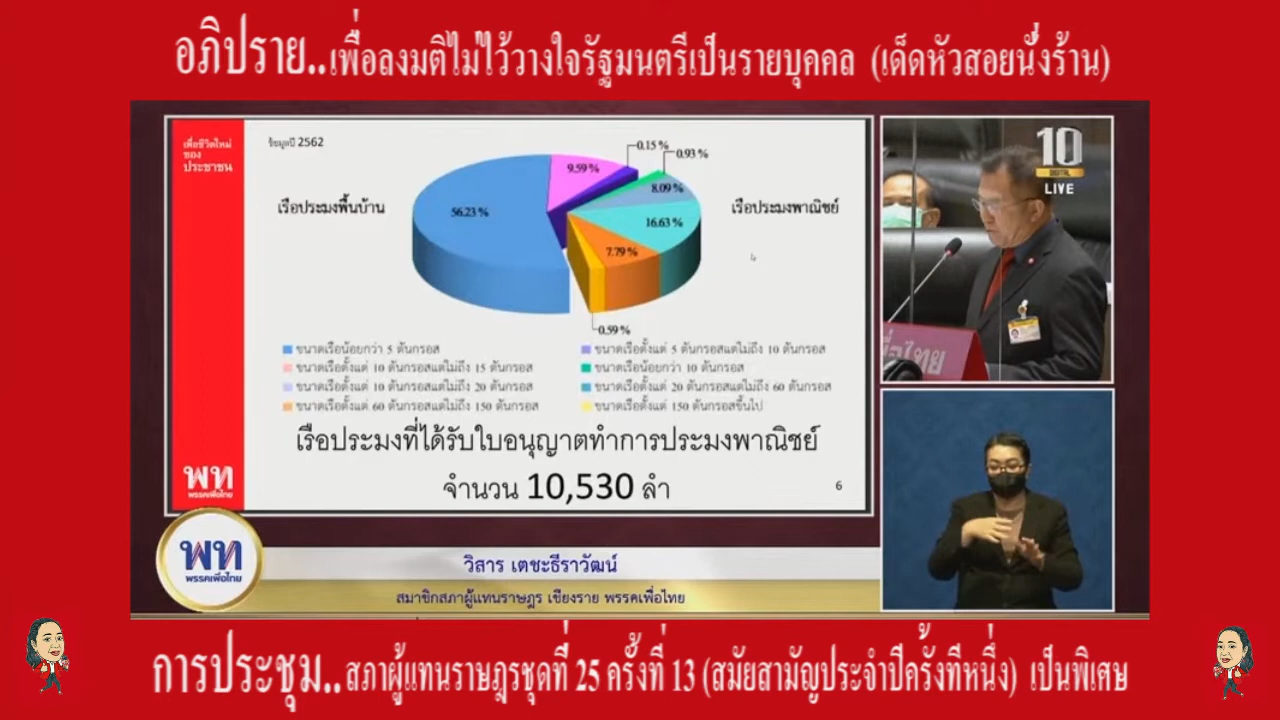 อภิปราย..เพื่อลงมติไม่ไว้วางใจรัฐมนตรีเป็นรายบุคคล (เด็ดหัวสอยนั่งร้าน)
เพื่อชีวิตใหม่
ของ
ประชาชน
ข้อมูลปี 2562
เรือประมงพื้นบ้าน
56.23 %
9.59 %
0.15 %
0.93 %
8.09 %
16.63 %
7.79 %
0.59 %
เรือประมงพาณิชย์
ขนาดเรือน้อยกว่า 5 ตันกรอส
ขนาดเรือตั้งแต่ 5 ตันกรอสแต่ไม่ถึง 10 ตันกรอส
ขนาดเรือตั้งแต่ 10 ตันกรอสแต่ไม่ถึง 15 ตันกรอส
ขนาดเรือน้อยกว่า 10 ตันกรอส
ขนาดเรือตั้งแต่ 10 ตันกรอสแต่ไม่ถึง 20 ตันกรอส
ขนาดเรือตั้งแต่ 20 ตันกรอสแต่ไม่ถึง 60 ตันกรอส
ขนาดเรือตั้งแต่ 60 ตันกรอสแต่ไม่ถึง 150 ตันกรอส
ขนาดเรือตั้งแต่ 150 ตันกรอสขึ้นไป
เรือประมงที่ได้รับใบอนุญาตทำการประมงพาณิชย์
จำนวน 10,530 ลำ
6
พท
พรรคเพื่อไทย
10
DIGITAL
LIVE
พท
พรรคเพื่อไทย
วิสาร เตชะธีราวัฒน์
สมาชิกสภาผู้แทนราษฎร เชียงราย พรรคเพื่อไทย
การประชุม..สภาผู้แทนราษฎรชุดที่ 25 ครั้งที่ 13 (สมัยสามัญประจำปีครั้งที่หนึ่ง) เป็นพิเศษ